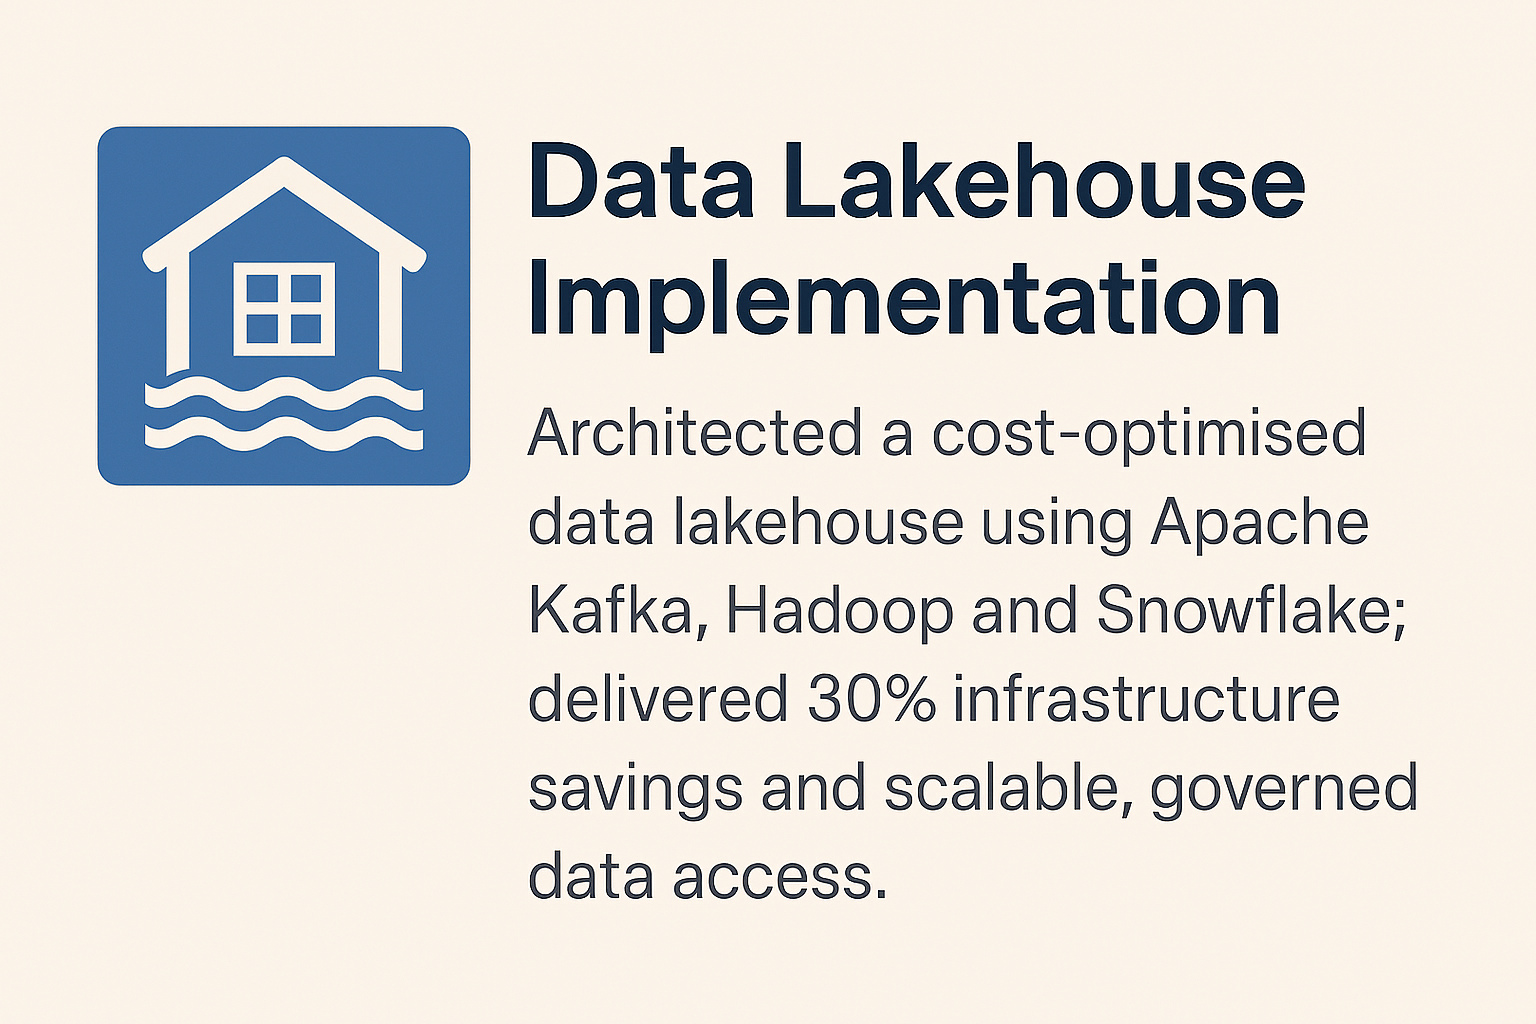 Data Lakehouse
Implementation
Architected a cost-optimised
data lakehouse using Apache
Kafka, Hadoop and Snowflake;
delivered 30% infrastructure
savings and scalable, governed
data access.